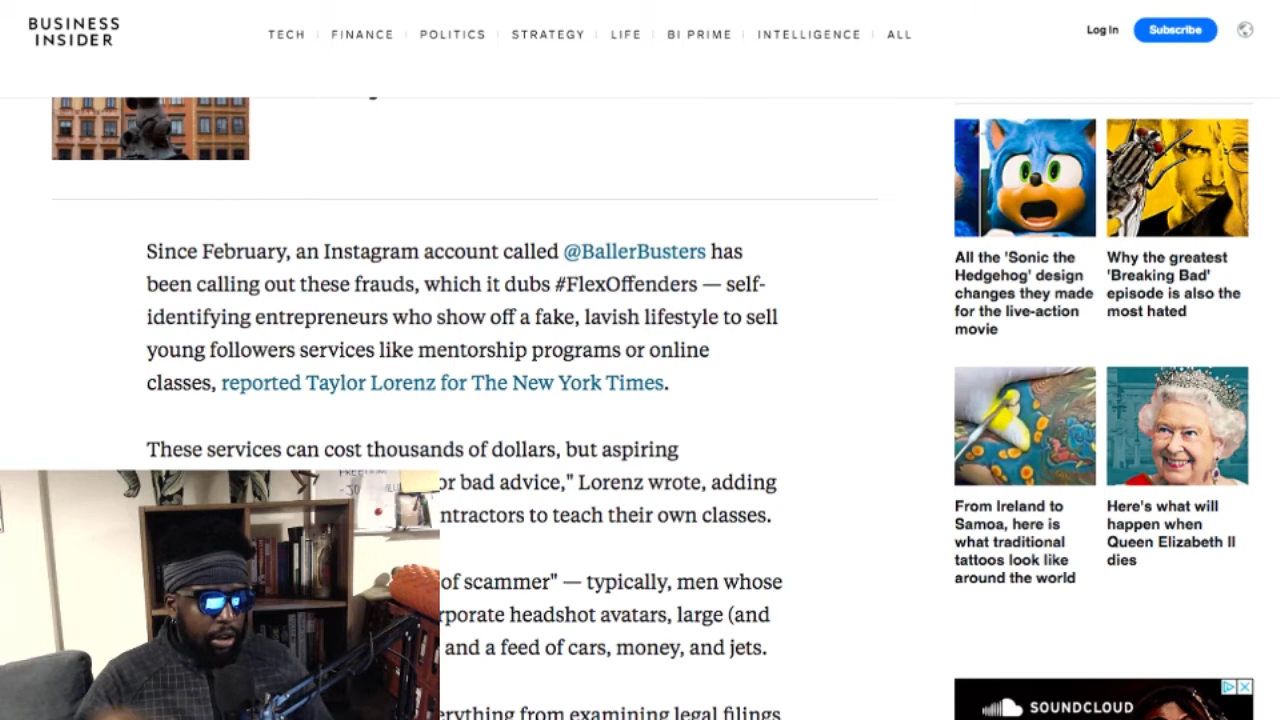 BUSINESS
INSIDER
TECH
FINANCE
POLITICS
STRATEGY
LIFE
BI PRIME
INTELLIGENCE
ALL
Log In
Subscribe
Since February, an Instagram account called @BallerBusters has
been calling out these frauds, which it dubs #FlexOffenders — self-
identifying entrepreneurs who show off a fake, lavish lifestyle to sell
young followers services like mentorship programs or online
classes, reported Taylor Lorenz for The New York Times.
These services can cost thousands of dollars, but aspiring
or bad advice," Lorenz wrote, adding
ntractors to teach their own classes.
of scammer" — typically, men whose
rporate headshot avatars, large (and
and a feed of cars, money, and jets.
erything from examining legal filings
All the 'Sonic the
Hedgehog' design
changes they made
for the live-action
movie
Why the greatest
'Breaking Bad'
episode is also the
most hated
From Ireland to
Samoa, here is
what traditional
tattoos look like
around the world
Here's what will
happen when
Queen Elizabeth II
dies
SOUNDCLOUD